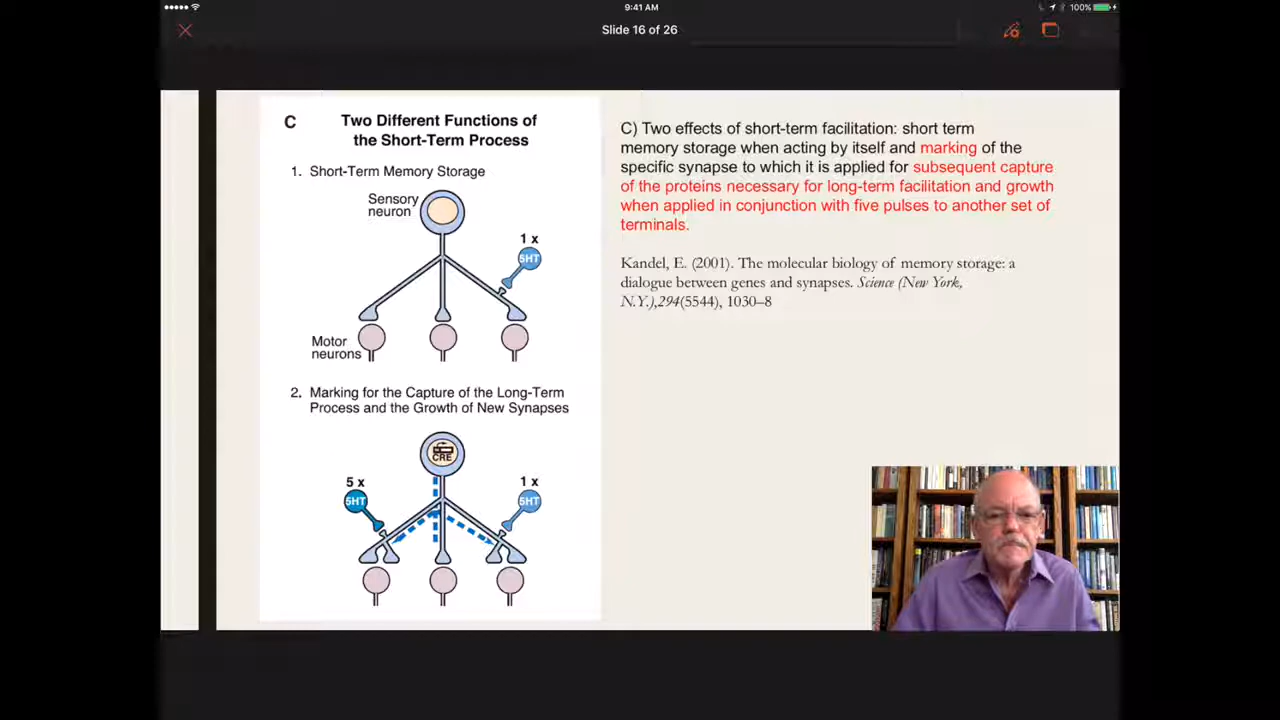 9:41 AM
100%
Slide 16 of 26
C
Two Different Functions of
the Short-Term Process
1. Short-Term Memory Storage
Sensory
neuron
1 x
5HT
Motor
neurons
2. Marking for the Capture of the Long-Term
Process and the Growth of New Synapses
CRE
5 x
5HT
1 x
5HT
C) Two effects of short-term facilitation: short term
memory storage when acting by itself and marking of the
specific synapse to which it is applied for subsequent capture
of the proteins necessary for long-term facilitation and growth
when applied in conjunction with five pulses to another set of
terminals.
Kandel, E. (2001). The molecular biology of memory storage: a
dialogue between genes and synapses. Science (New York,
N.Y.),294(5544), 1030–8